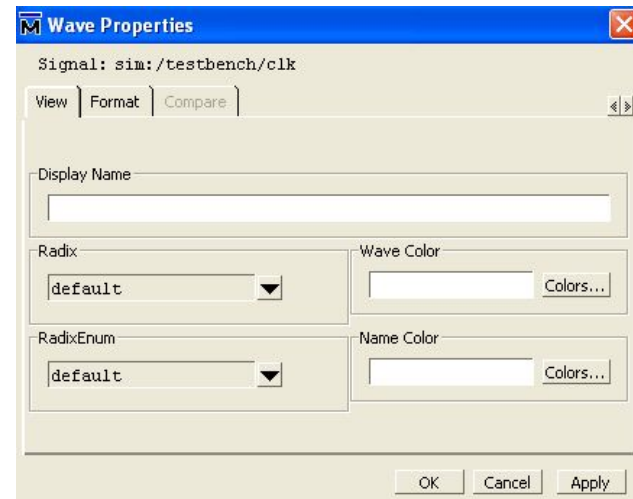 Wave Properties
Signal: sim:/testbench/clk
View Format Compare
Display Name
Radix Wave Color
default Colors...
RadixEnum Name Color
default Colors...
OK Cancel Apply